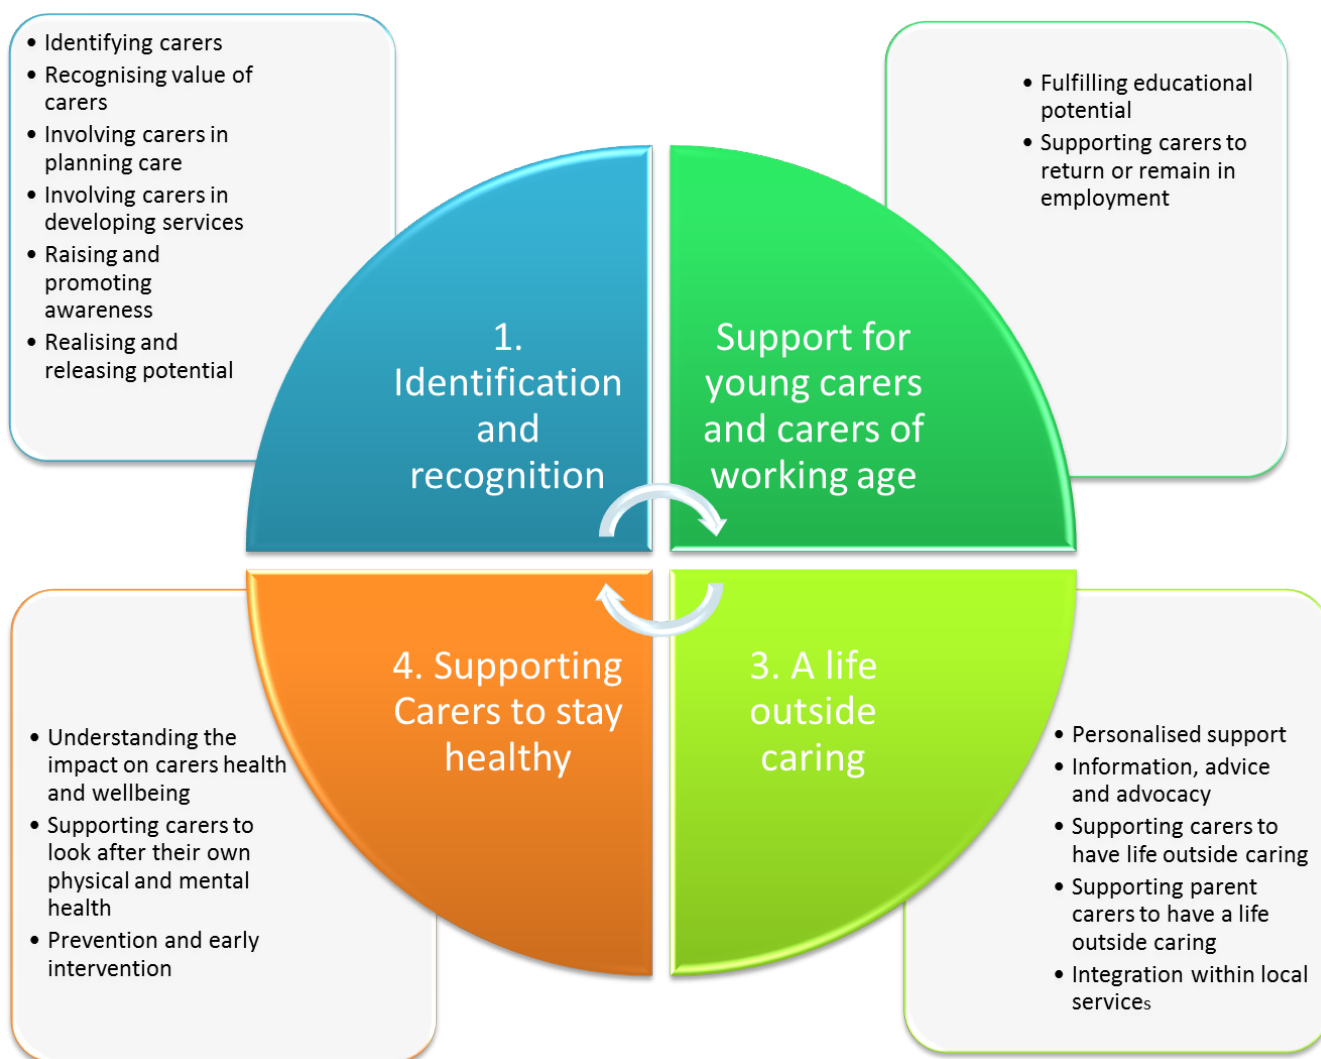 • Identifying carers
• Recognising value of
carers
• Involving carers in
planning care
• Involving carers in
developing services
• Raising and
promoting
awareness
• Realising and
releasing potential
• Fulfilling educational
potential
• Supporting carers to
return or remain in
employment
1.
Identification
and
recognition
Support for
young carers
and carers of
working age
4. Supporting
Carers to stay
healthy
3. A life
outside
caring
• Understanding the
impact on carers health
and wellbeing
• Supporting carers to
look after their own
physical and mental
health
• Prevention and early
intervention
• Personalised support
• Information, advice
and advocacy
• Supporting carers to
have life outside caring
• Supporting parent
carers to have a life
outside caring
• Integration within local
services